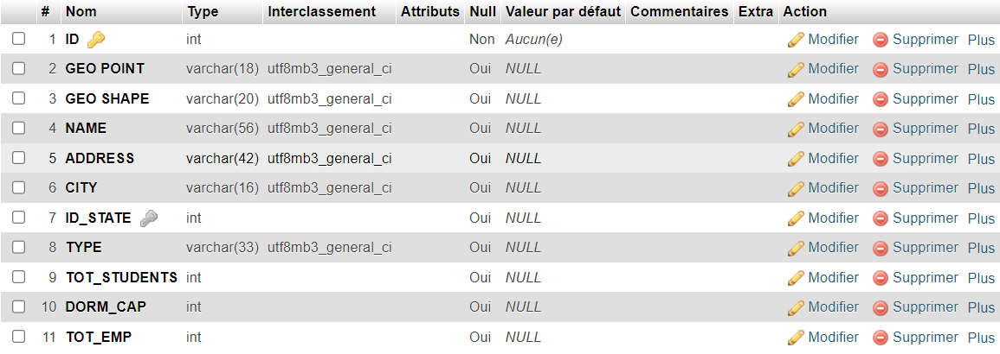 # Nom Type Interclassement Attributs Null Valeur par défaut Commentaires Extra Action
1 ID int Non Aucun(e) Modifier Supprimer Plus
2 GEO POINT varchar(18) utf8mb3_general_ci Oui NULL Modifier Supprimer Plus
3 GEO SHAPE varchar(20) utf8mb3_general_ci Oui NULL Modifier Supprimer Plus
4 NAME varchar(56) utf8mb3_general_ci Oui NULL Modifier Supprimer Plus
5 ADDRESS varchar(42) utf8mb3_general_ci Oui NULL Modifier Supprimer Plus
6 CITY varchar(16) utf8mb3_general_ci Oui NULL Modifier Supprimer Plus
7 ID_STATE int Oui NULL Modifier Supprimer Plus
8 TYPE varchar(33) utf8mb3_general_ci Oui NULL Modifier Supprimer Plus
9 TOT_STUDENTS int Oui NULL Modifier Supprimer Plus
10 DORM_CAP int Oui NULL Modifier Supprimer Plus
11 TOT_EMP int Oui NULL Modifier Supprimer Plus